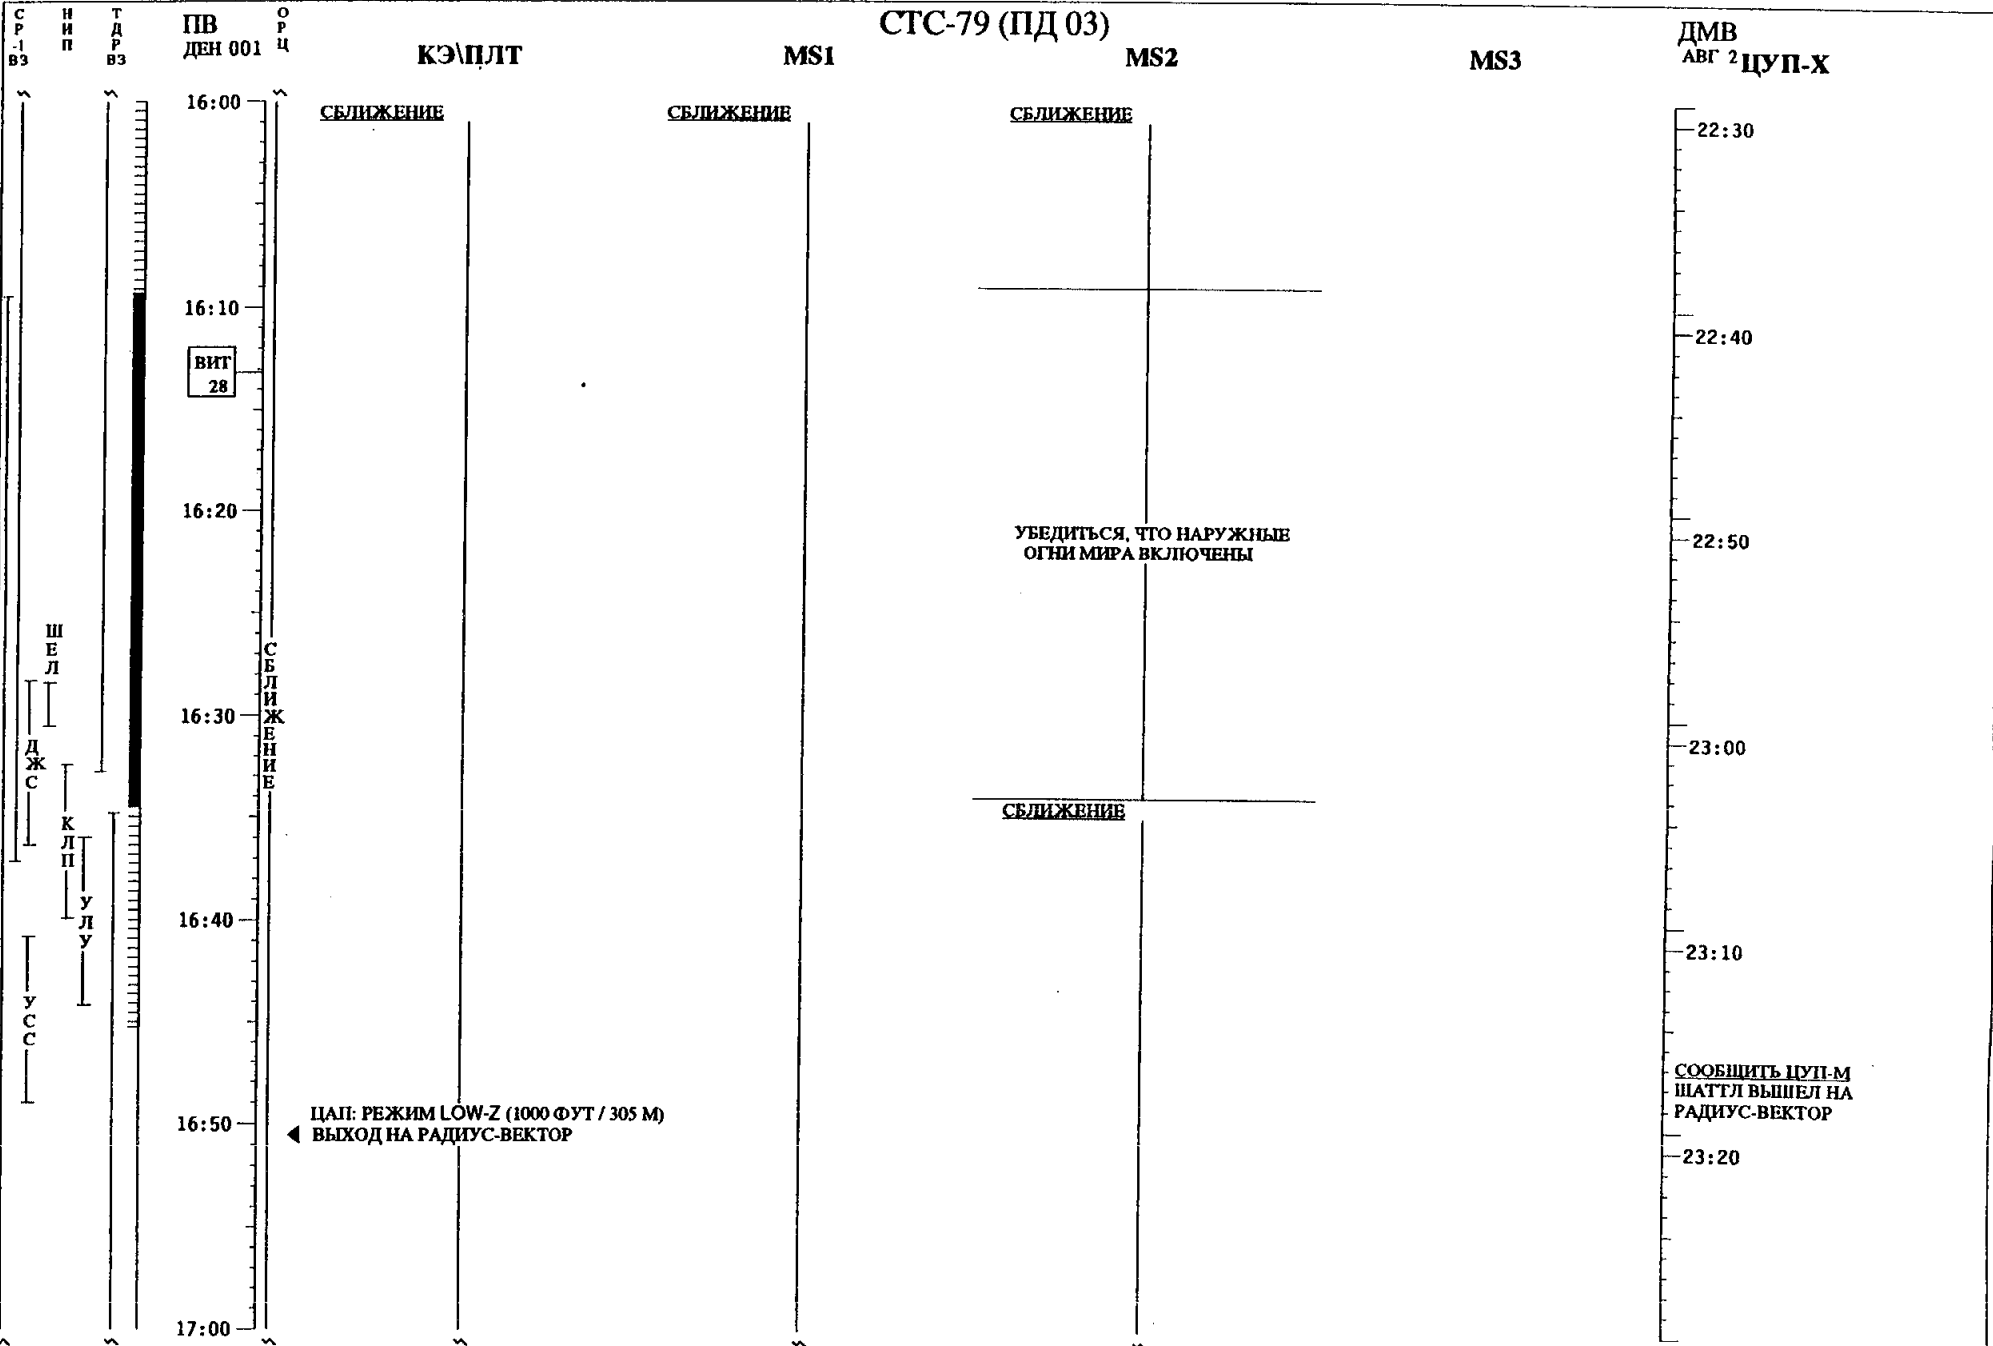 СТС-79 (ПД 03)
СР-1 ВЗ
НИП
ТДР ВЗ
ПВ
ДЕН 001
ОРЦ
КЭ\ПЛТ
MS1
MS2
MS3
ДМВ
АВГ 2 ЦУП-Х
16:00
СБЛИЖЕНИЕ
СБЛИЖЕНИЕ
СБЛИЖЕНИЕ
22:30
16:10
22:40
ВИТ
28
16:20
УБЕДИТЬСЯ, ЧТО НАРУЖНЫЕ
ОГНИ МИРА ВКЛЮЧЕНЫ
22:50
ШЕЛ
СБЛИЖЕНИЕ
16:30
ДЖС
23:00
СБЛИЖЕНИЕ
КЛП
УЛУ
16:40
23:10
УСС
СООБЩИТЬ ЦУП-М
ШАТТЛ ВЫШЕЛ НА
РАДИУС-ВЕКТОР
16:50
ЦАП: РЕЖИМ LOW-Z (1000 ФУТ / 305 М)
ВЫХОД НА РАДИУС-ВЕКТОР
23:20
17:00